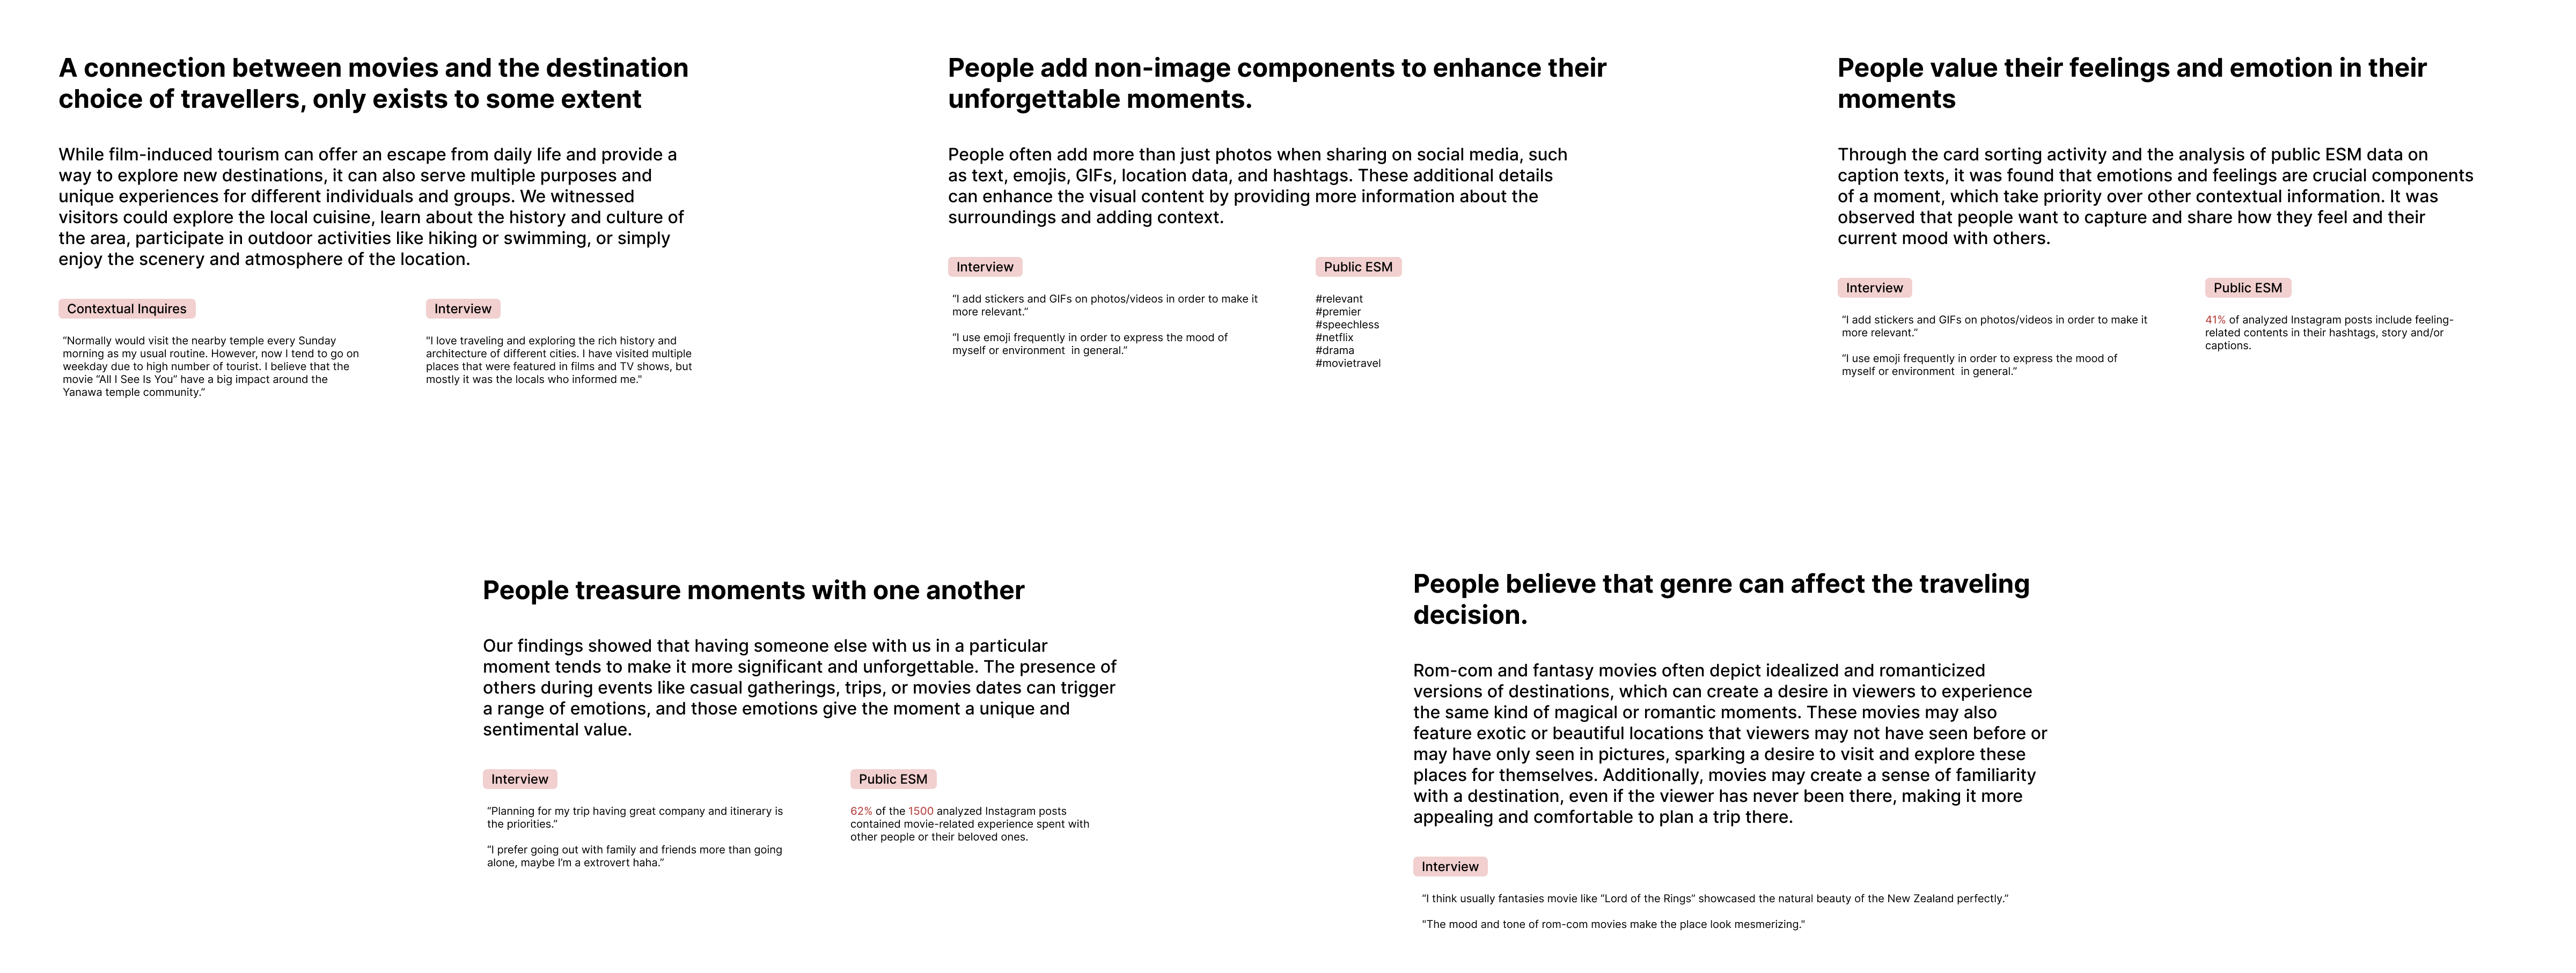 A connection between movies and the destination
choice of travellers, only exists to some extent
While film-induced tourism can offer an escape from daily life and provide a
way to explore new destinations, it can also serve multiple purposes and
unique experiences for different individuals and groups. We witnessed
visitors could explore the local cuisine, learn about the history and culture of
the area, participate in outdoor activities like hiking or swimming, or simply
enjoy the scenery and atmosphere of the location.
Contextual Inquires
“Normally would visit the nearby temple every Sunday
morning as my usual routine. However, now I tend to go on
weekday due to high number of tourist. I believe that the
movie “All I See Is You” have a big impact around the
Yanawa temple community.”
Interview
"I love traveling and exploring the rich history and
architecture of different cities. I have visited multiple
places that were featured in films and TV shows, but
mostly it was the locals who informed me."
People add non-image components to enhance their
unforgettable moments.
People often add more than just photos when sharing on social media, such
as text, emojis, GIFs, location data, and hashtags. These additional details
can enhance the visual content by providing more information about the
surroundings and adding context.
Interview
“I add stickers and GIFs on photos/videos in order to make it
more relevant.”
“I use emoji frequently in order to express the mood of
myself or environment  in general.”
Public ESM
#relevant
#premier
#speechless
#netflix
#drama
#movietravel
People value their feelings and emotion in their
moments
Through the card sorting activity and the analysis of public ESM data on
caption texts, it was found that emotions and feelings are crucial components
of a moment, which take priority over other contextual information. It was
observed that people want to capture and share how they feel and their
current mood with others.
Interview
“I add stickers and GIFs on photos/videos in order to make it
more relevant.”
“I use emoji frequently in order to express the mood of
myself or environment  in general.”
Public ESM
41% of analyzed Instagram posts include feeling-
related contents in their hashtags, story and/or
captions.
People treasure moments with one another
Our findings showed that having someone else with us in a particular
moment tends to make it more significant and unforgettable. The presence of
others during events like casual gatherings, trips, or movies dates can trigger
a range of emotions, and those emotions give the moment a unique and
sentimental value.
Interview
“Planning for my trip having great company and itinerary is
the priorities.”
“I prefer going out with family and friends more than going
alone, maybe I’m a extrovert haha.”
Public ESM
62% of the 1500 analyzed Instagram posts
contained movie-related experience spent with
other people or their beloved ones.
People believe that genre can affect the traveling
decision.
Rom-com and fantasy movies often depict idealized and romanticized
versions of destinations, which can create a desire in viewers to experience
the same kind of magical or romantic moments. These movies may also
feature exotic or beautiful locations that viewers may not have seen before or
may have only seen in pictures, sparking a desire to visit and explore these
places for themselves. Additionally, movies may create a sense of familiarity
with a destination, even if the viewer has never been there, making it more
appealing and comfortable to plan a trip there.
Interview
“I think usually fantasies movie like “Lord of the Rings” showcased the natural beauty of the New Zealand perfectly.”
"The mood and tone of rom-com movies make the place look mesmerizing."